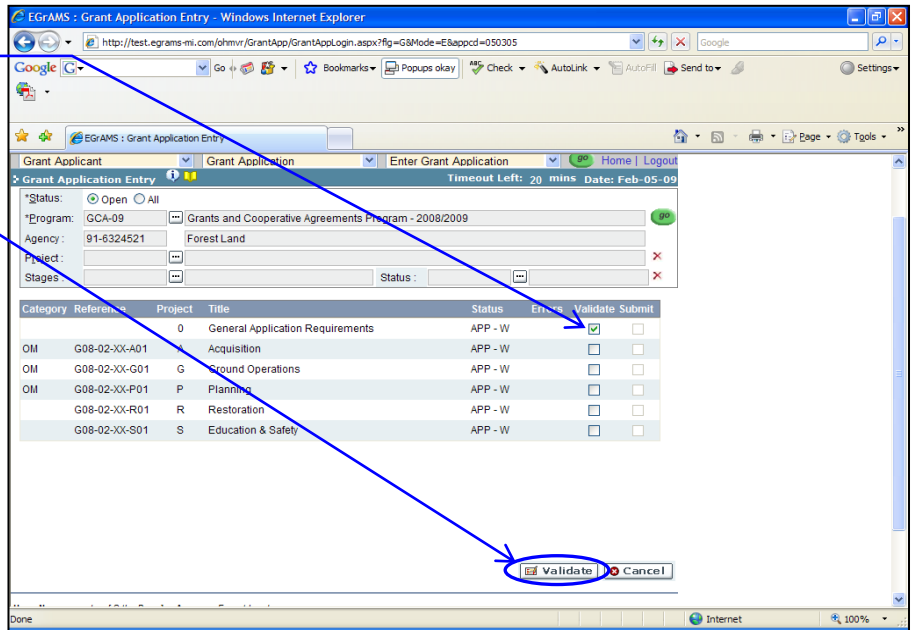 EGrAMS : Grant Application Entry - Windows Internet Explorer
http://test.egrams-mi.com/ohmvr/GrantApp/GrantAppLogin.aspx?flg=G&Mode=E&appcd=050305
Google
Google G Go Bookmarks Popups okay ABC Check AutoLink AutoFill Send to Settings
EGrAMS : Grant Application Entry Page Tools »
Grant Applicant Grant Application Enter Grant Application go Home | Logout
Grant Application Entry Timeout Left: 20 mins Date: Feb-05-09
*Status: Open All
*Program: GCA-09 ... Grants and Cooperative Agreements Program - 2008/2009 go
Agency : 91-6324521 Forest Land
Project : ...
Stages : ... Status : ...
Category Reference Project Title Status Errors Validate Submit
0 General Application Requirements APP - W
OM G08-02-XX-A01 A Acquisition APP - W
OM G08-02-XX-G01 G Ground Operations APP - W
OM G08-02-XX-P01 P Planning APP - W
G08-02-XX-R01 R Restoration APP - W
G08-02-XX-S01 S Education & Safety APP - W
Validate Cancel
Done Internet 100%